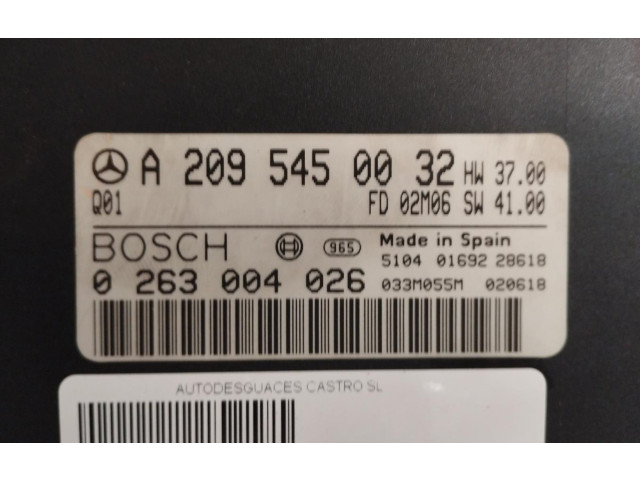 A 209 545 00 32 HW 37.00
Q01 FD 02M06 SW 41.00
BOSCH 965 Made in Spain
5104 01692 28618
0 263 004 026 033M055M 020618
AUTODESGUACES CASTRO SL